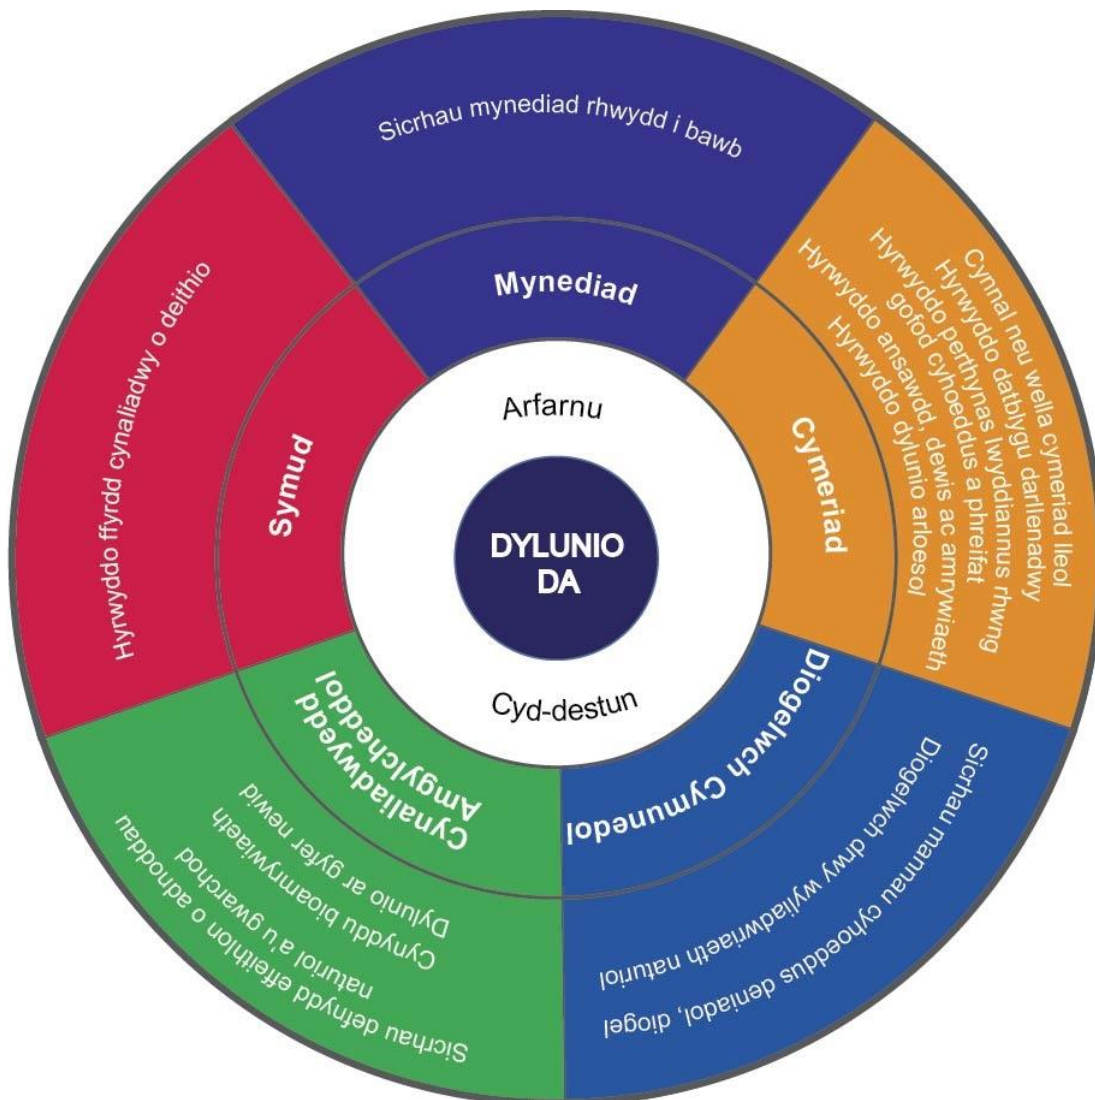 DYLUNIO
DA
Arfarnu
Cyd-destun
Mynediad
Sicrhau mynediad rhwydd i bawb
Cymeriad
Cynnal neu wella cymeriad lleol
Hyrwyddo datblygu darllenadwy
Hyrwyddo perthynas lwyddiannus rhwng
gofod cyhoeddus a phreifat
Hyrwyddo ansawdd, dewis ac amrywiaeth
Hyrwyddo dylunio arloesol
Diogelwch Cymunedol
Sicrhau mannau cyhoeddus deniadol, diogel
Diogelwch drwy wyliadwriaeth naturiol
Cynaliadwyedd
Amgylcheddol
Sicrhau defnydd effeithlon o adnoddau
naturiol a'u gwarchod
Cynyddu bioamrywiaeth
Dylunio ar gyfer newid
Symud
Hyrwyddo ffyrdd cynaliadwy o deithio